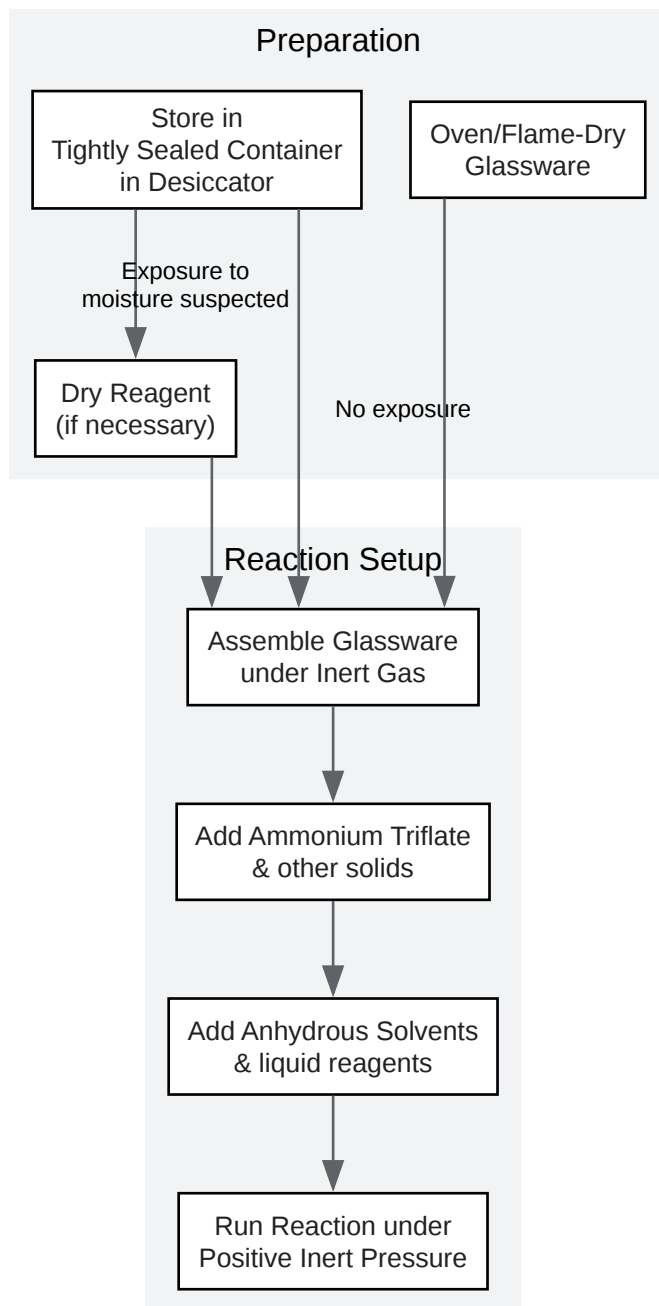 Preparation
Store in
Tightly Sealed Container
in Desiccator
Oven/Flame-Dry
Glassware
Exposure to
moisture suspected
Dry Reagent
(if necessary)
No exposure
Reaction Setup
Assemble Glassware
under Inert Gas
Add Ammonium Triflate
& other solids
Add Anhydrous Solvents
& liquid reagents
Run Reaction under
Positive Inert Pressure